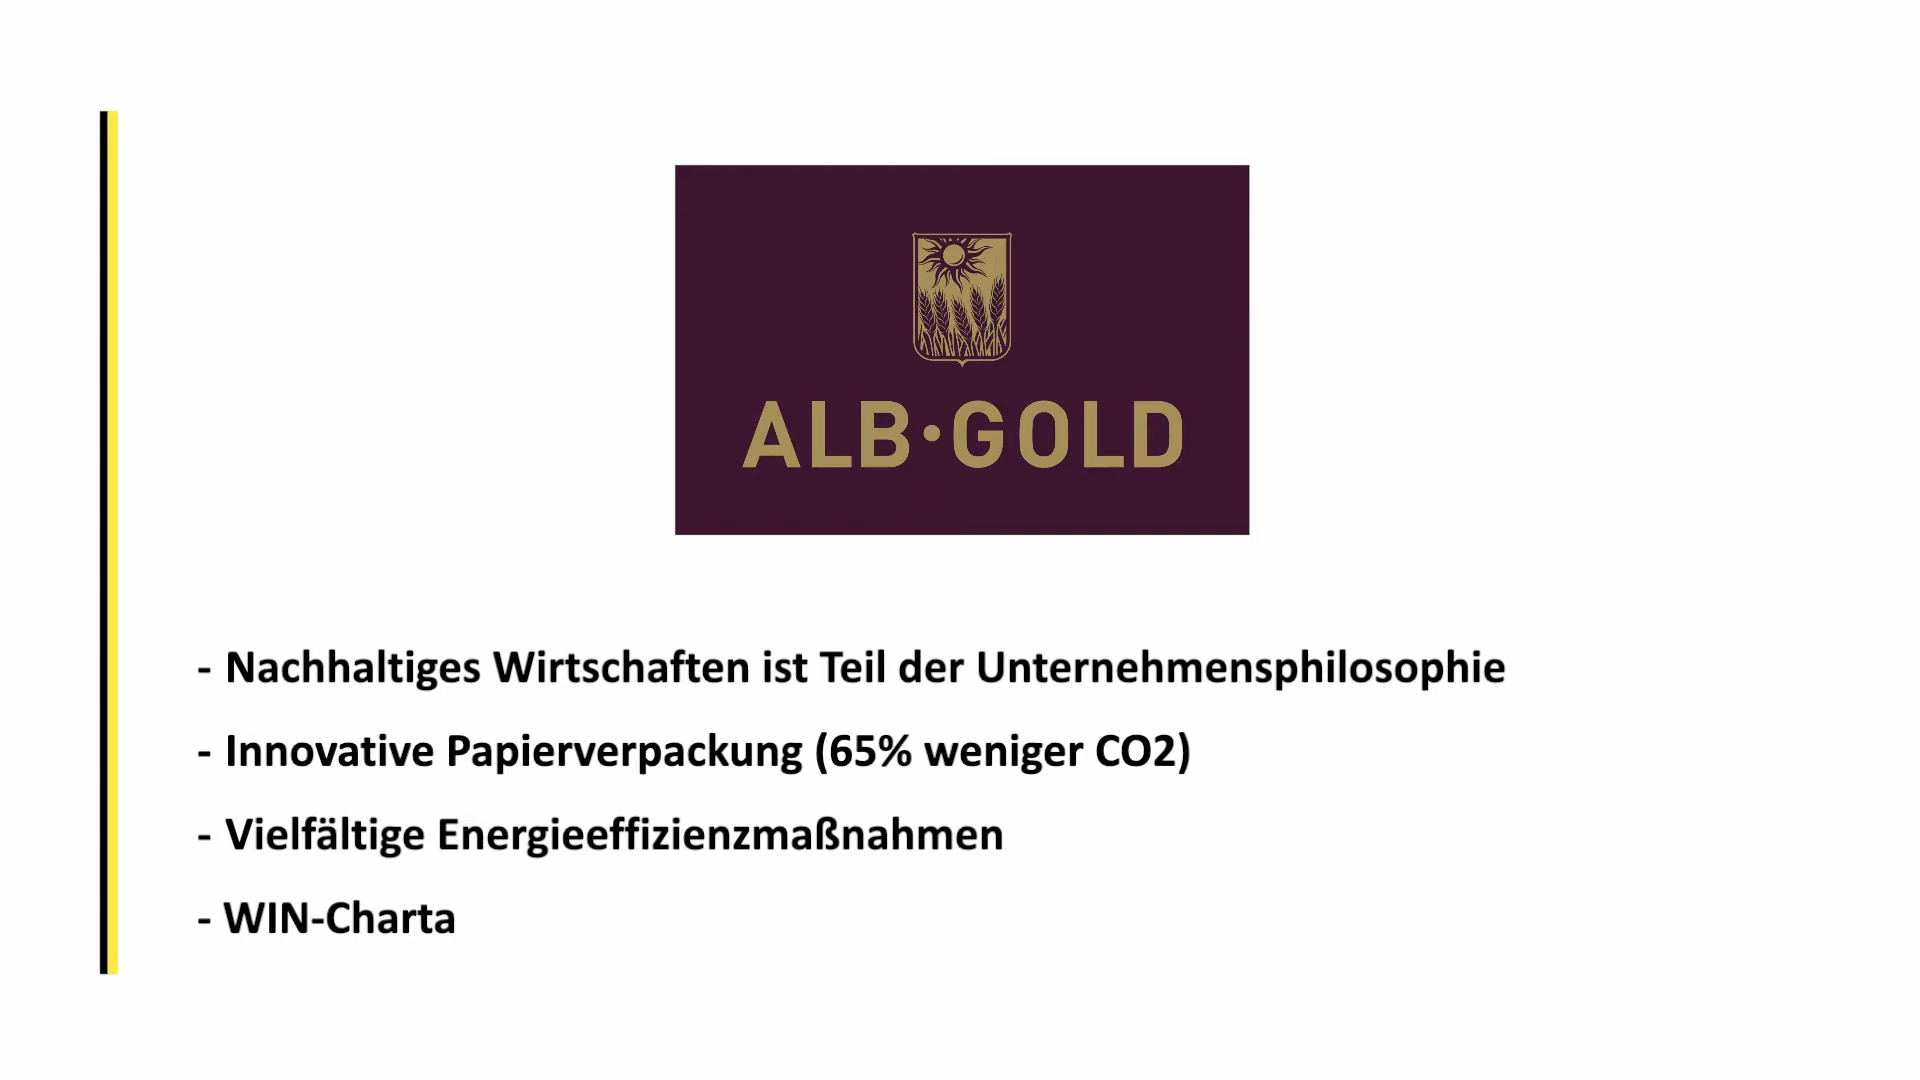 ALB·GOLD
- Nachhaltiges Wirtschaften ist Teil der Unternehmensphilosophie
- Innovative Papierverpackung (65% weniger CO2)
- Vielfältige Energieeffizienzmaßnahmen
- WIN-Charta